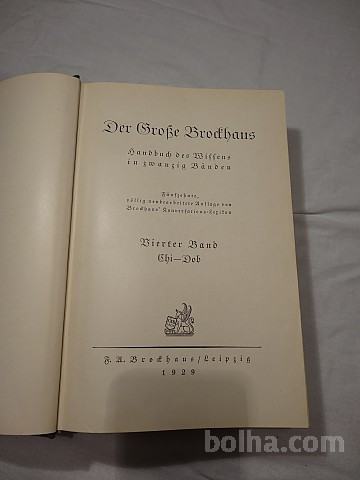 Der Große Brockhaus
Handbuch des Wissens
in zwanzig Bänden
Fünfzehnte,
völlig neubearbeitete Auflage von
Brockhaus' Konversations-Lexikon
Vierter Band
Chi—Dob
F. A. Brockhaus / Leipzig
1929
bolha.com